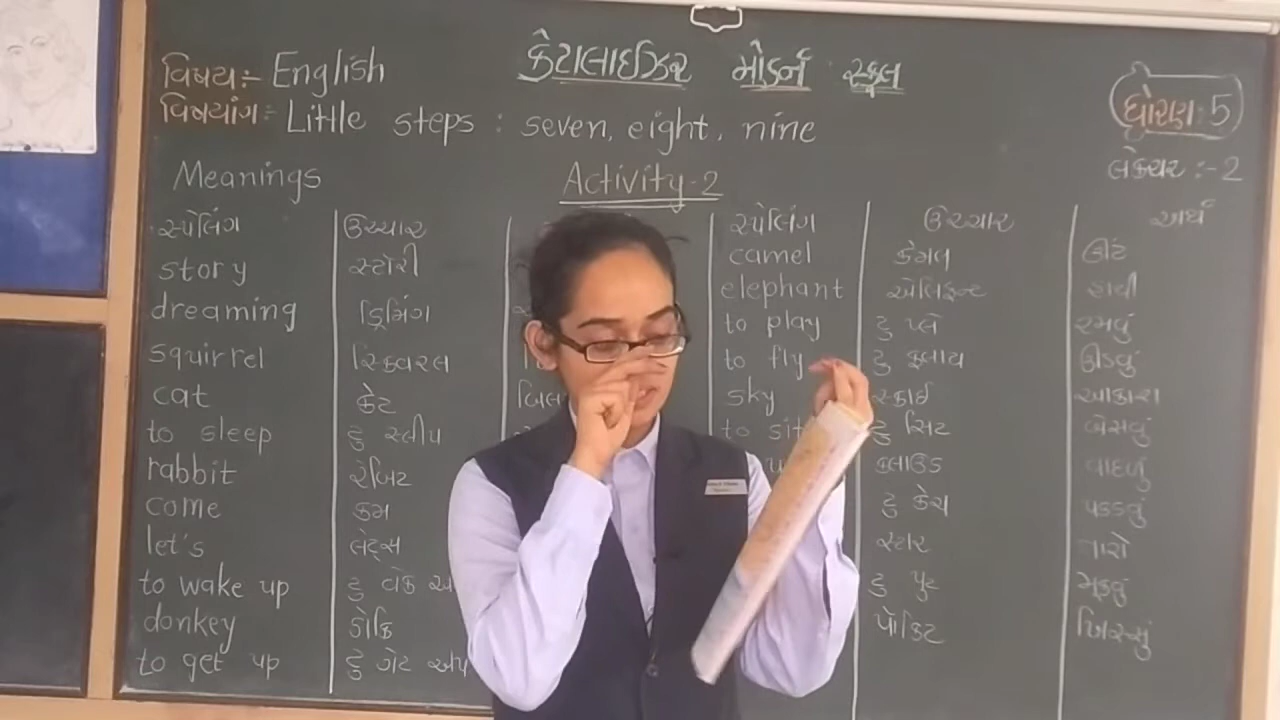 કેટલાઈઝર મોડર્ન સ્કૂલ
વિષય:- English
વિષયાંગ:- Little steps : seven, eight, nine
ધોરણ: 5
લેક્ચર :-2
Meanings
Activity-2
સ્પેલિંગ ઉચ્ચાર સ્પેલિંગ ઉચ્ચાર અર્થ
story સ્ટોરી camel કેમલ ઊંટ
dreaming ડ્રિમિંગ elephant એલિફન્ટ હાથી
squirrel સ્કિવરલ to play ટુ પ્લે રમવું
cat કેટ to fly ટુ ફ્લાય ઊડવું
to sleep ટુ સ્લીપ sky સ્કાઈ આકાશ
rabbit રેબિટ to sit ટુ સિટ બેસવું
come કમ ક્લાઉડ વાદળું
let's લેટ્સ ટુ કેચ પકડવું
to wake up ટુ વેક સ્ટાર તારો
donkey ડોન્કિ ટુ પુટ મૂકવું
to get up ટુ ગેટ અપ પોકિટ ખિસ્સું